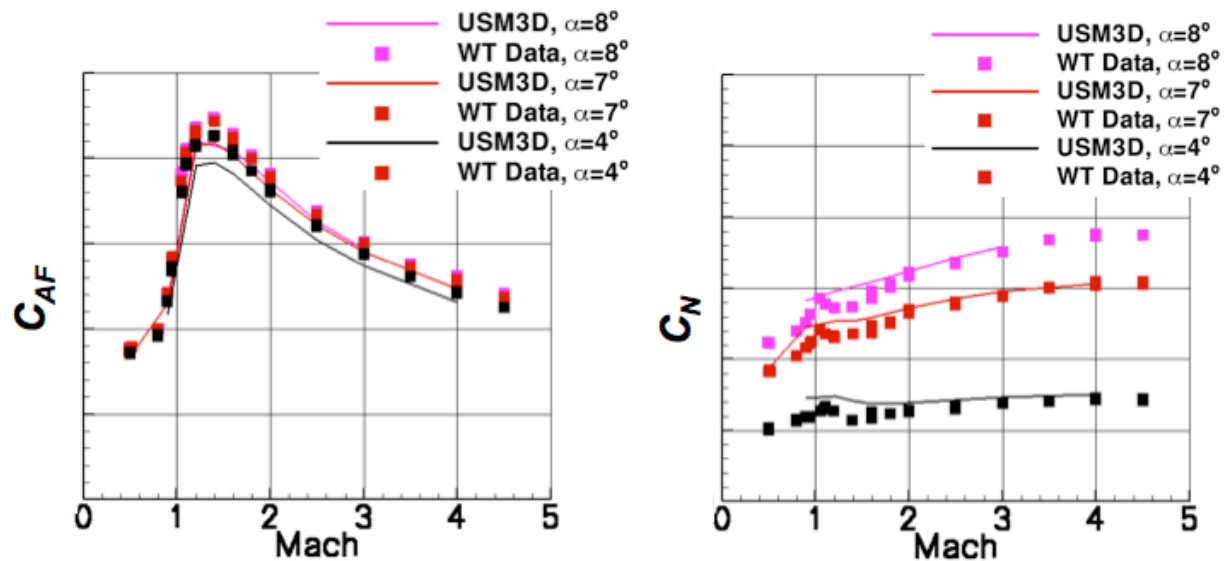 USM3D, α=8°
WT Data, α=8°
USM3D, α=7°
WT Data, α=7°
USM3D, α=4°
WT Data, α=4°
C_AF
0 1 2 3 4 5
Mach
USM3D, α=8°
WT Data, α=8°
USM3D, α=7°
WT Data, α=7°
USM3D, α=4°
WT Data, α=4°
C_N
0 1 2 3 4 5
Mach